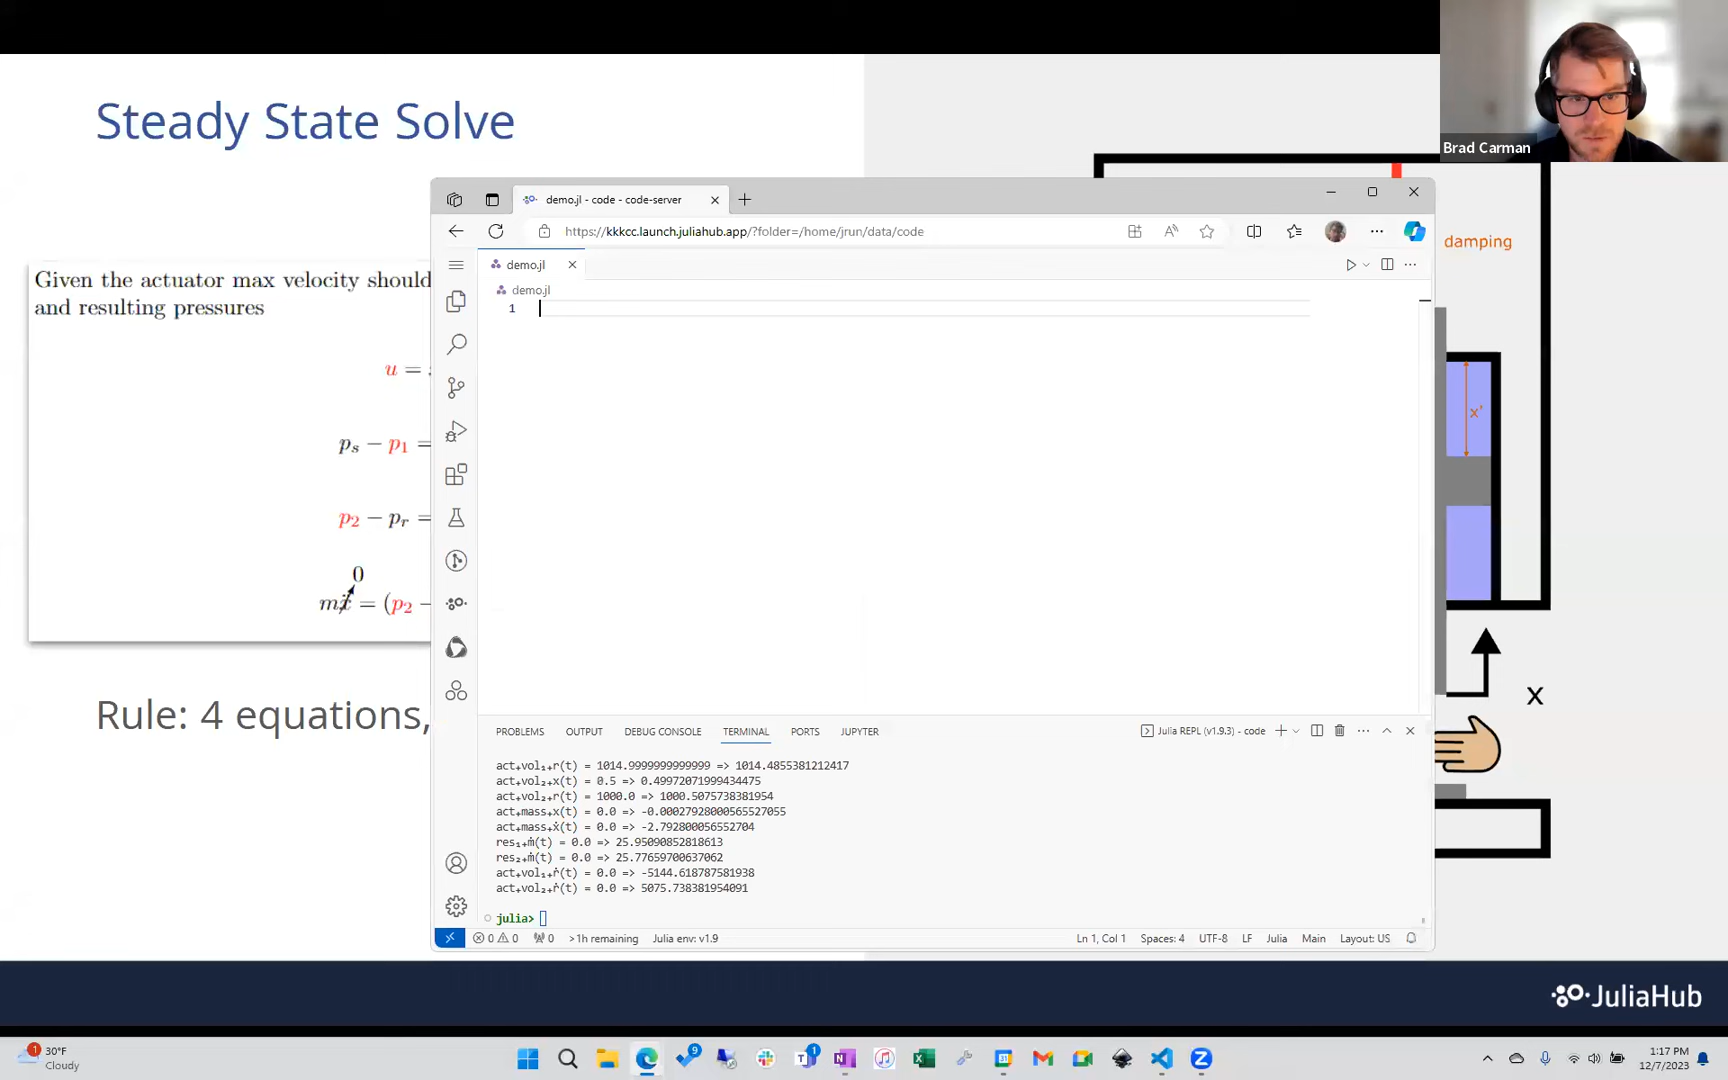 Steady State Solve
Brad Carman
demo.jl - code - code-server
https://kkkcc.launch.juliahub.app/?folder=/home/jrun/data/code
damping
demo.jl
demo.jl
1
Given the actuator max velocity should
and resulting pressures
u =
pₛ − p₁ =
p₂ − pᵣ =
0
mẍ = (p₂ −
x'
x
Rule: 4 equations,
PROBLEMS OUTPUT DEBUG CONSOLE TERMINAL PORTS JUPYTER
Julia REPL (v1.9.3) - code
act₊vol₁₊r(t) = 1014.9999999999999 => 1014.4855381212417
act₊vol₂₊x(t) = 0.5 => 0.49972071999434475
act₊vol₂₊r(t) = 1000.0 => 1000.5075738381954
act₊mass₊x(t) = 0.0 => -0.00027928000565527055
act₊mass₊ẋ(t) = 0.0 => -2.792800056552704
res₁₊ṁ(t) = 0.0 => 25.95090852818613
res₂₊ṁ(t) = 0.0 => 25.77659700637062
act₊vol₁₊ṙ(t) = 0.0 => -5144.618787581938
act₊vol₂₊ṙ(t) = 0.0 => 5075.738381954091
julia>
0 0 0 >1h remaining Julia env: v1.9
Ln 1, Col 1 Spaces: 4 UTF-8 LF Julia Main Layout: US
JuliaHub
1
30°F
Cloudy
9
1
1:17 PM
12/7/2023